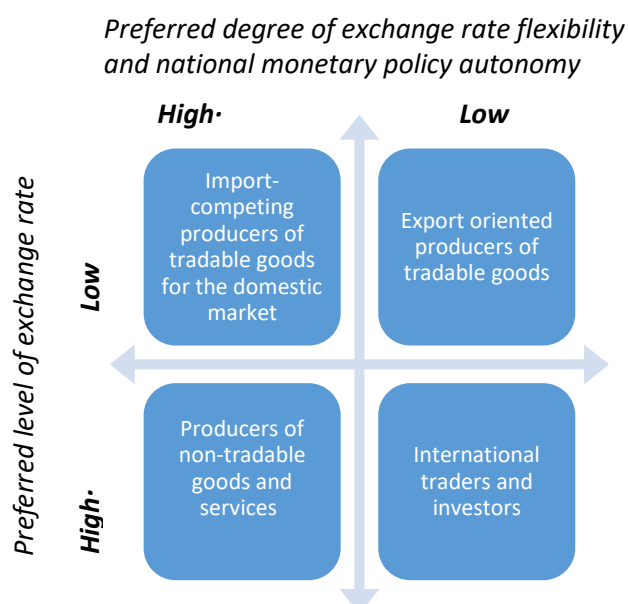 Preferred degree of exchange rate flexibility
and national monetary policy autonomy
High·
Low
Preferred level of exchange rate
Low
High·
Import-
competing
producers of
tradable goods
for the domestic
market
Export oriented
producers of
tradable goods
Producers of
non-tradable
goods and
services
International
traders and
investors